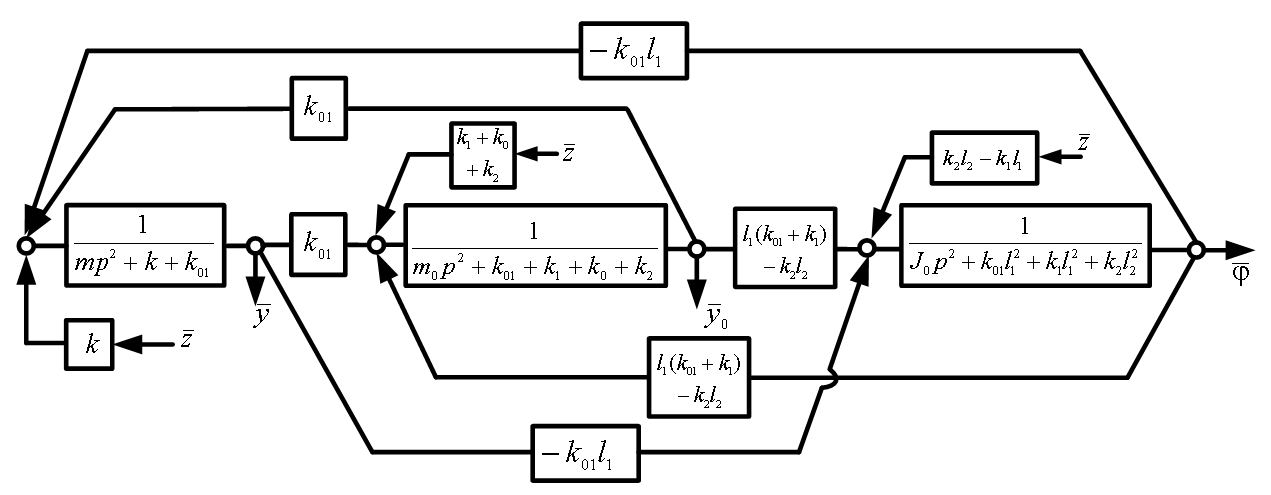 − k₀₁l₁
k₀₁
k₁ + k₀
+ k₂
z̄
k₂l₂ − k₁l₁
z̄
1
mp² + k + k₀₁
k₀₁
1
m₀p² + k₀₁ + k₁ + k₀ + k₂
l₁(k₀₁ + k₁)
− k₂l₂
1
J₀p² + k₀₁l₁² + k₁l₁² + k₂l₂²
ȳ
ȳ₀
φ̄
k
z̄
l₁(k₀₁ + k₁)
− k₂l₂
− k₀₁l₁